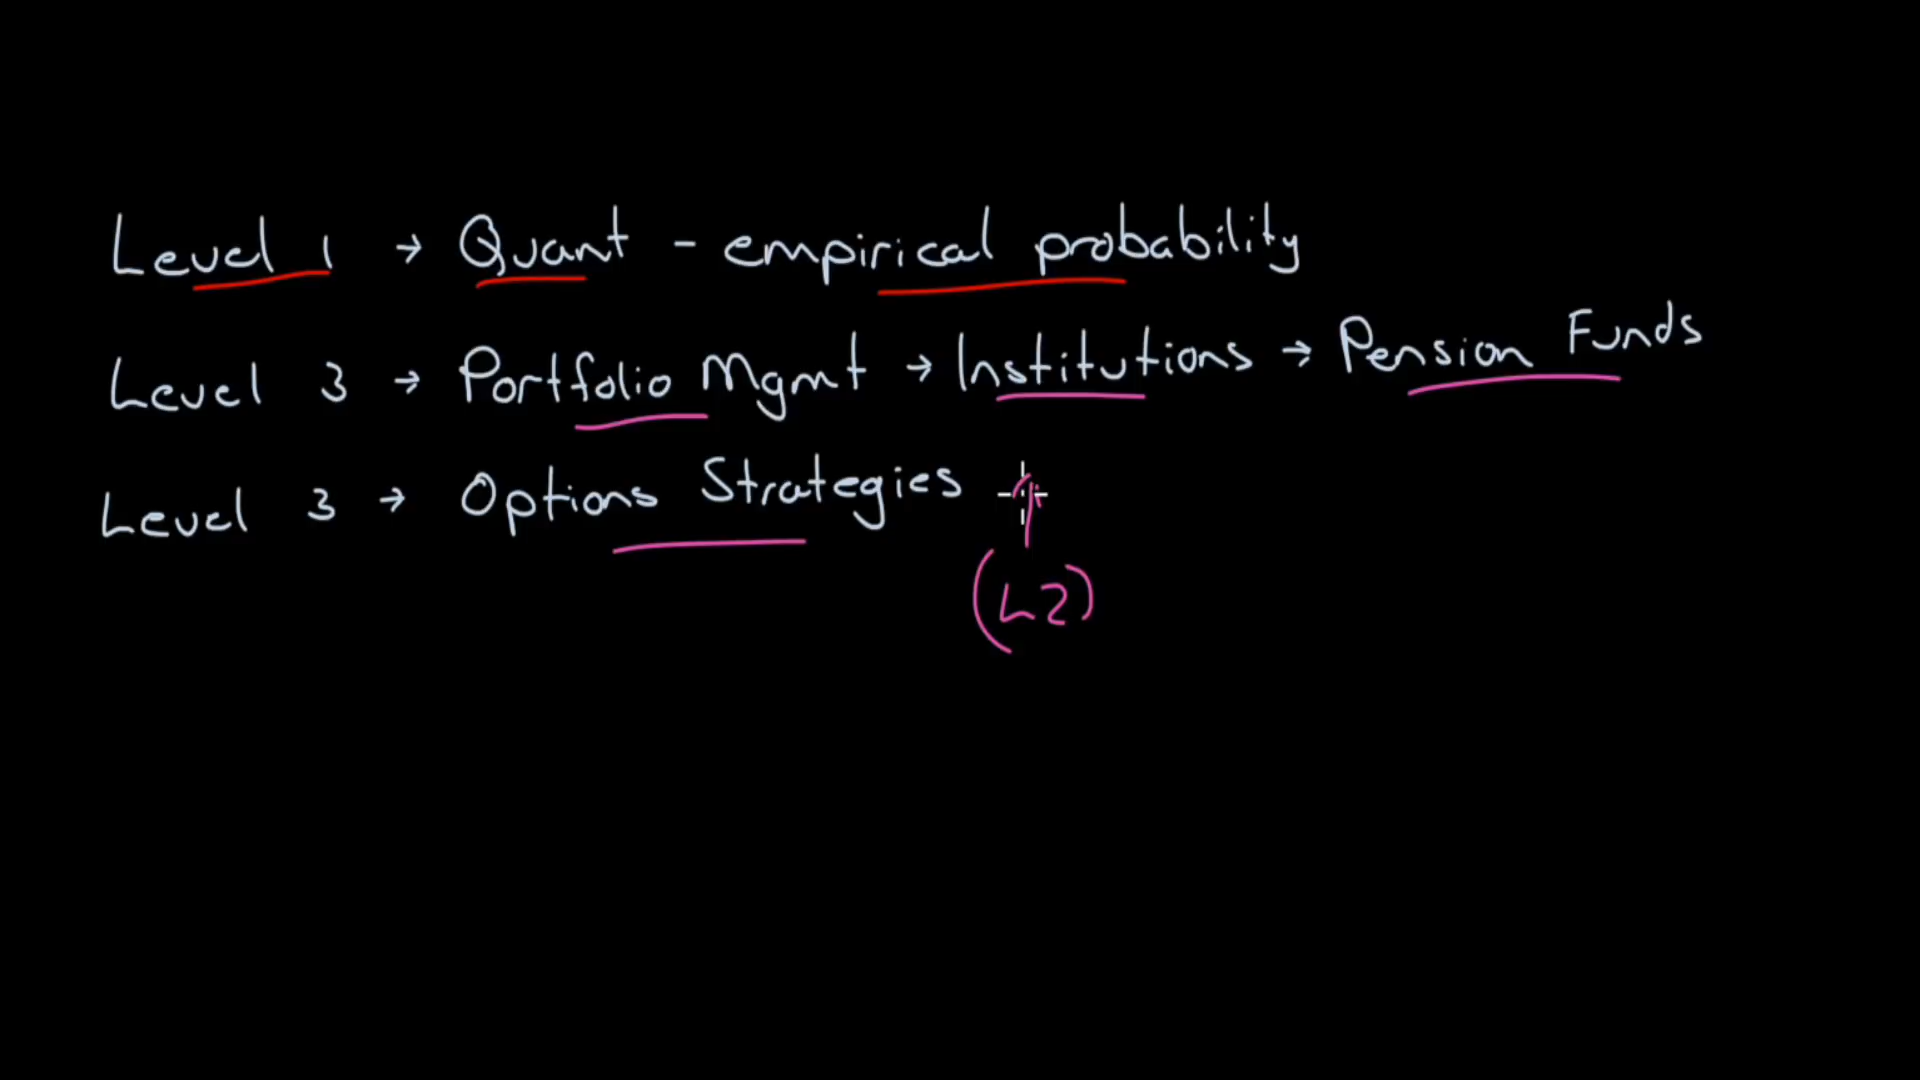 Level 1 → Quant - empirical probability
Level 3 → Portfolio Mgmt → Institutions → Pension Funds
Level 3 → Options Strategies
(L2)